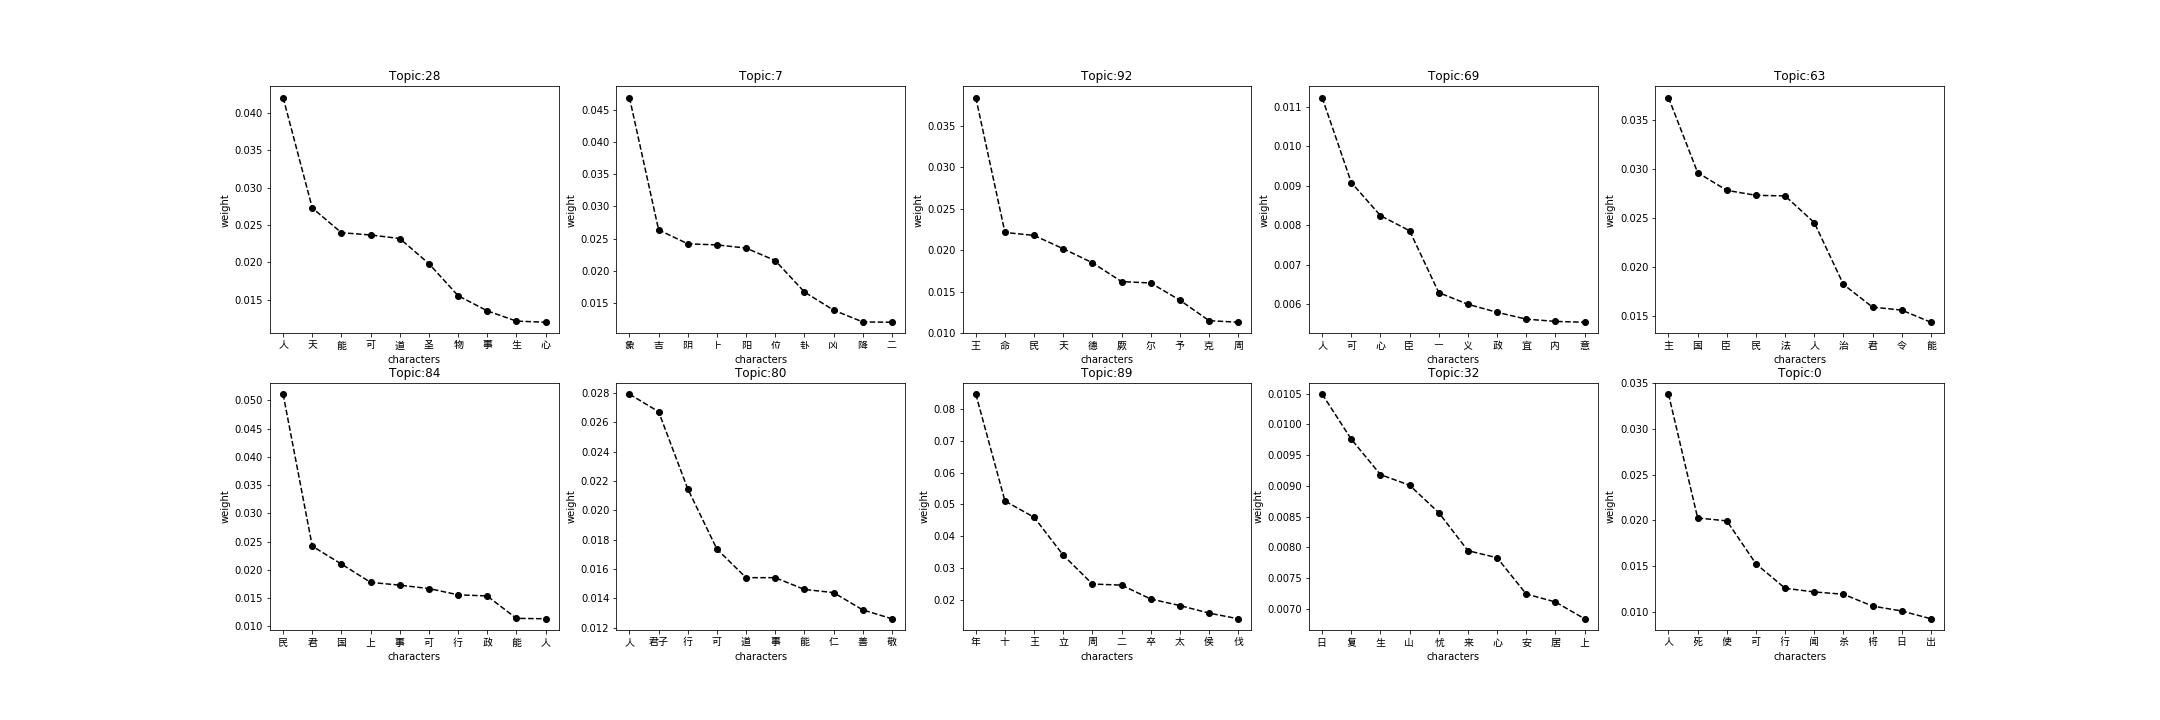 Topic:28 Topic:7 Topic:92 Topic:69 Topic:63
0.040 0.035 0.030 0.025 0.020 0.015
weight
人 天 能 可 道 圣 物 事 生 心
characters
0.045 0.040 0.035 0.030 0.025 0.020 0.015
weight
象 吉 阴 卜 阳 位 卦 凶 降 二
characters
0.035 0.030 0.025 0.020 0.015 0.010
weight
王 命 民 天 德 厥 尔 予 克 周
characters
0.011 0.010 0.009 0.008 0.007 0.006
weight
人 可 心 臣 一 义 政 宜 内 意
characters
0.035 0.030 0.025 0.020 0.015
weight
主 国 臣 民 法 人 治 君 令 能
characters
Topic:84 Topic:80 Topic:89 Topic:32 Topic:0
0.050 0.045 0.040 0.035 0.030 0.025 0.020 0.015 0.010
weight
民 君 国 上 事 可 行 政 能 人
characters
0.028 0.026 0.024 0.022 0.020 0.018 0.016 0.014 0.012
weight
人 君子 行 可 道 事 能 仁 善 敬
characters
0.08 0.07 0.06 0.05 0.04 0.03 0.02
weight
年 十 王 立 周 二 卒 太 侯 伐
characters
0.0105 0.0100 0.0095 0.0090 0.0085 0.0080 0.0075 0.0070
weight
日 复 生 山 忧 来 心 安 居 上
characters
0.035 0.030 0.025 0.020 0.015 0.010
weight
人 死 使 可 行 闻 杀 将 日 出
characters